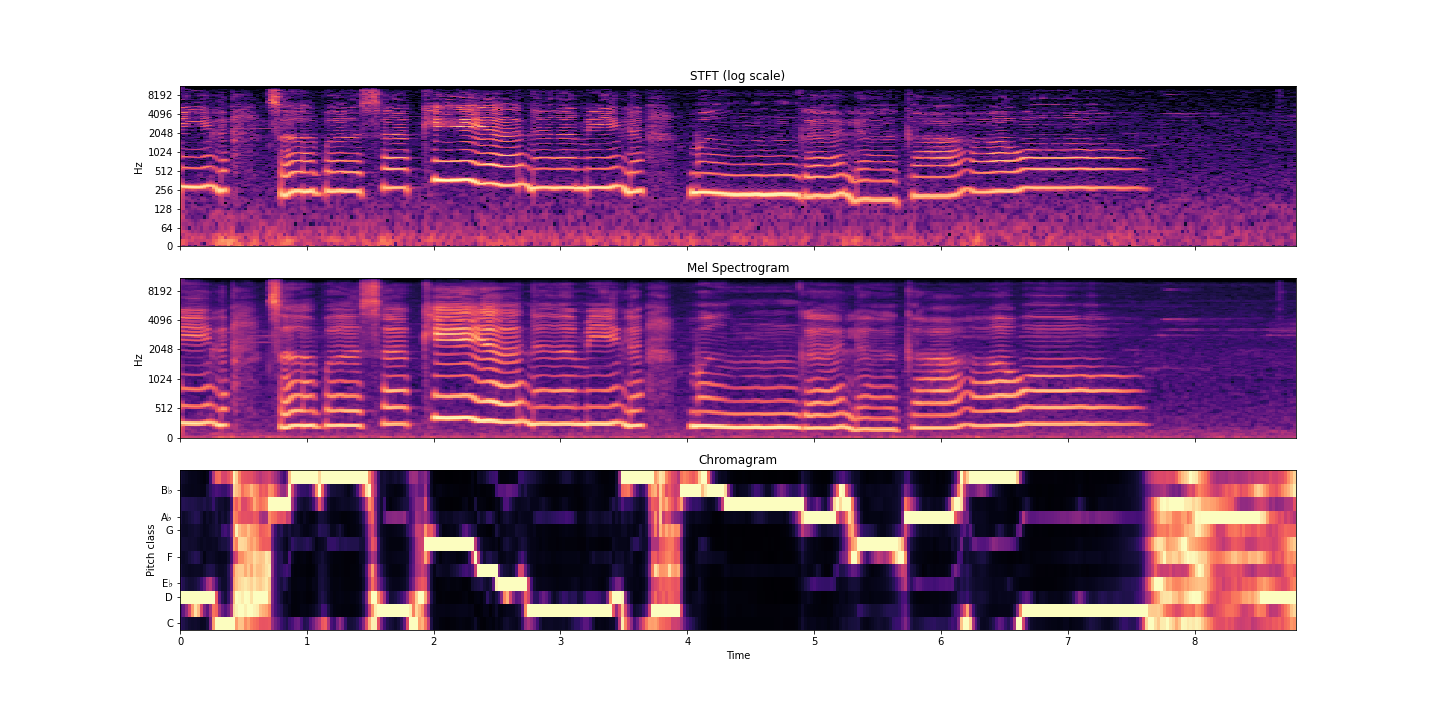 STFT (log scale)
8192
4096
2048
1024
512
256
128
64
0
Hz
Mel Spectrogram
8192
4096
2048
1024
512
0
Hz
Chromagram
B♭
A♭
G
F
E♭
D
C
Pitch class
0 1 2 3 4 5 6 7 8
Time